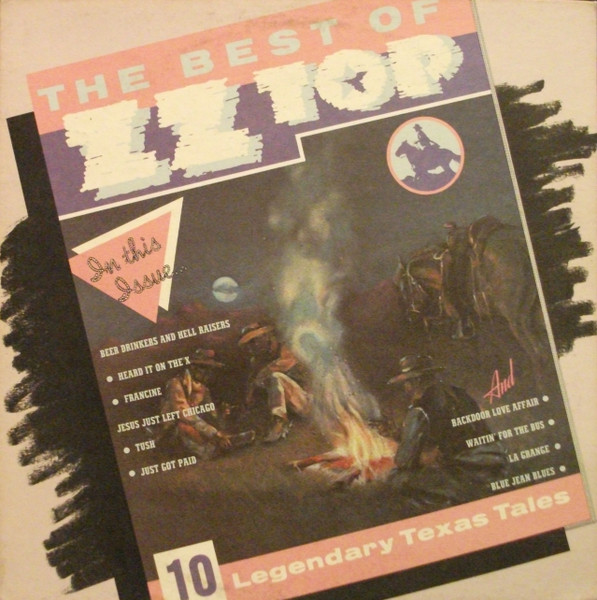 THE BEST OF
ZZ TOP
In this
Issue...
BEER DRINKERS AND HELL RAISERS
• HEARD IT ON THE X
• FRANCINE
JESUS JUST LEFT CHICAGO
• TUSH
• JUST GOT PAID
And
BACKDOOR LOVE AFFAIR •
WAITIN' FOR THE BUS •
LA GRANGE •
BLUE JEAN BLUES •
10 Legendary Texas Tales